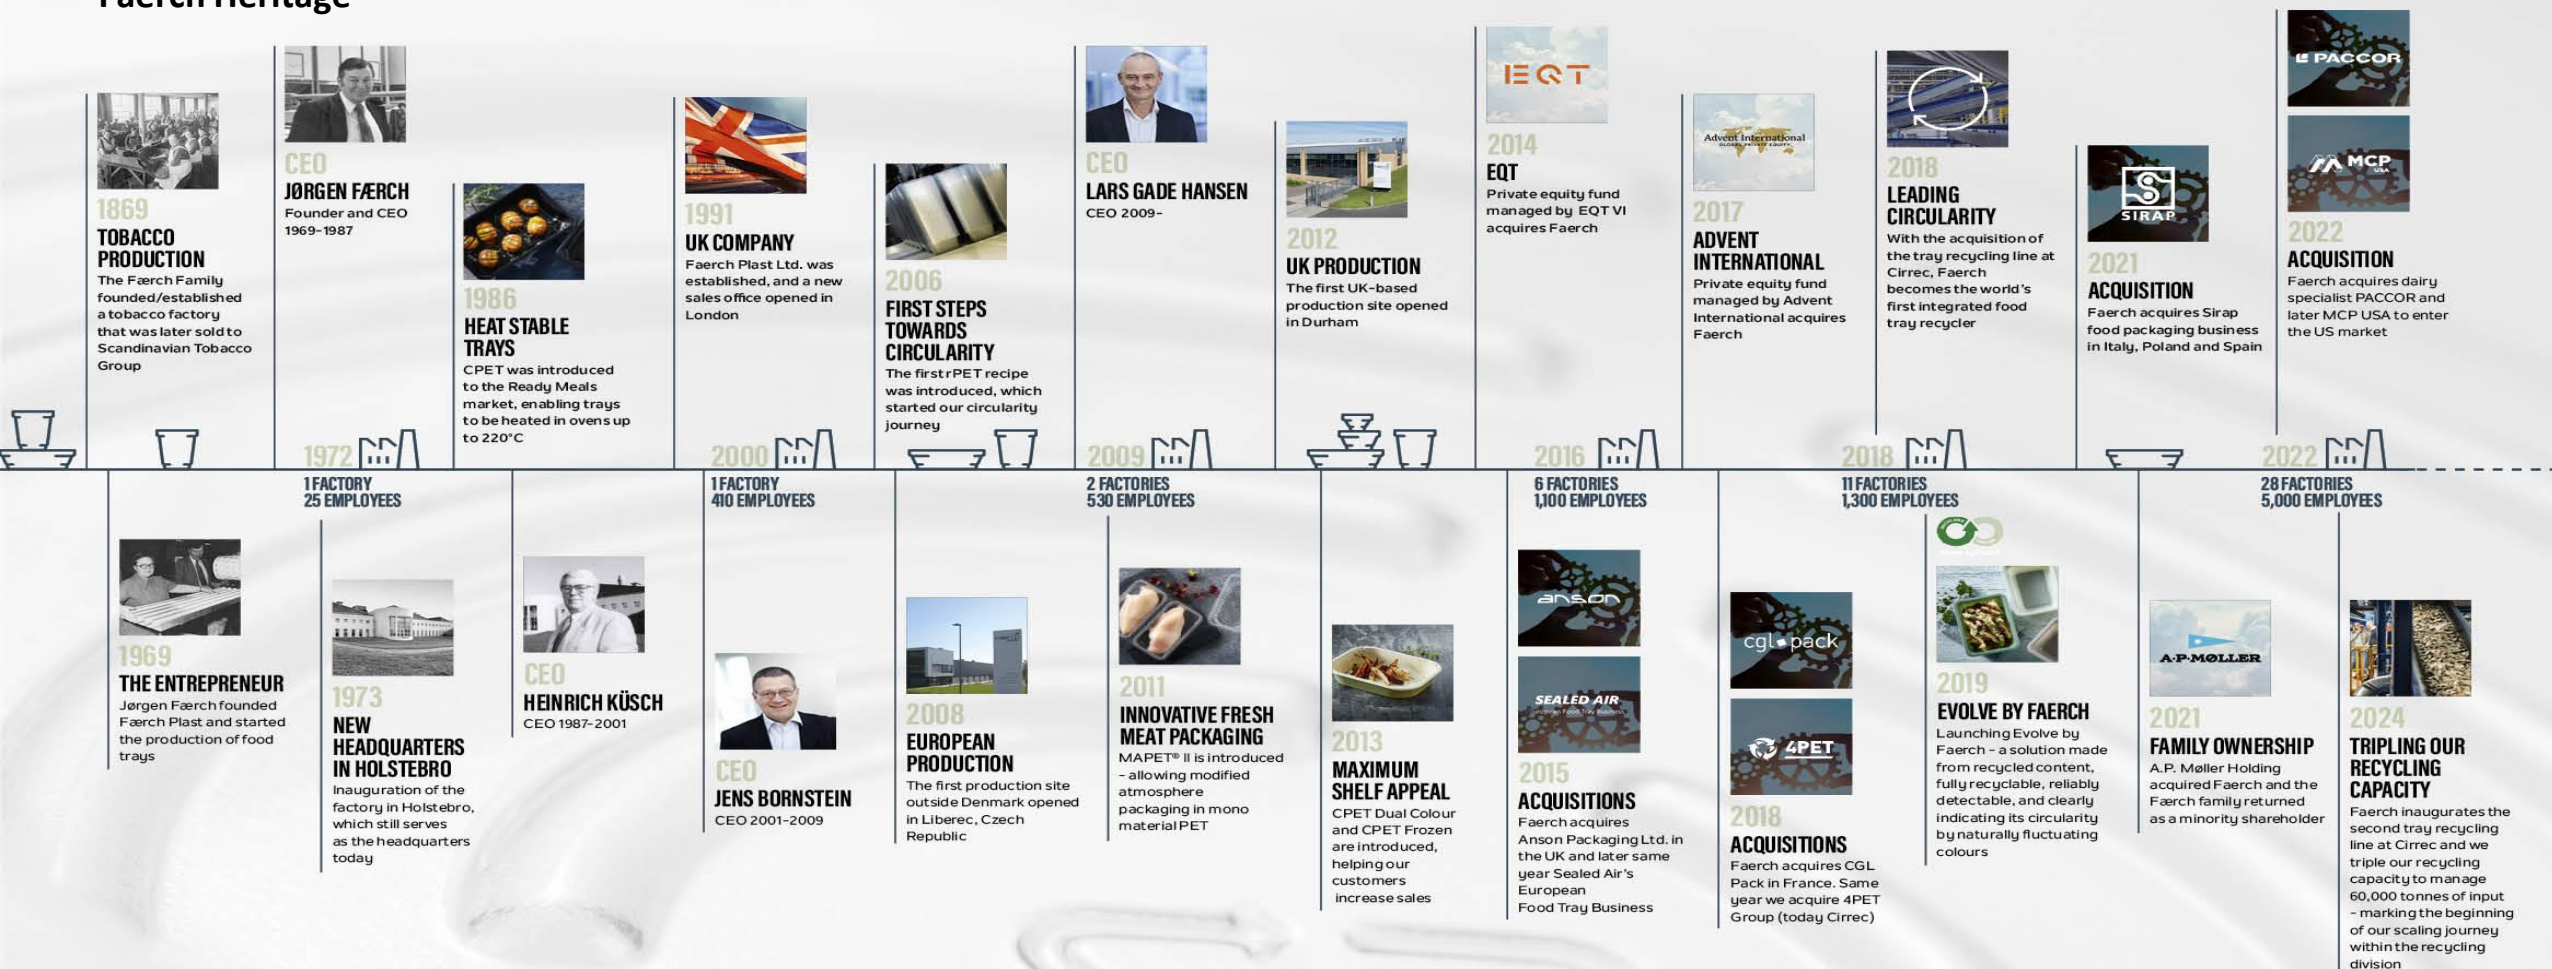 Faerch Heritage
1869
TOBACCO
PRODUCTION
The Færch Family
founded/established
a tobacco factory
that was later sold to
Scandinavian Tobacco
Group
CEO
JØRGEN FÆRCH
Founder and CEO
1969-1987
1986
HEAT STABLE
TRAYS
CPET was introduced
to the Ready Meals
market, enabling trays
to be heated in ovens up
to 220°C
1991
UK COMPANY
Faerch Plast Ltd. was
established, and a new
sales office opened in
London
2006
FIRST STEPS
TOWARDS
CIRCULARITY
The first rPET recipe
was introduced, which
started our circularity
journey
CEO
LARS GADE HANSEN
CEO 2009-
2012
UK PRODUCTION
The first UK-based
production site opened
in Durham
EQT
2014
EQT
Private equity fund
managed by EQT VI
acquires Faerch
Advent International
GLOBAL PRIVATE EQUITY
2017
ADVENT
INTERNATIONAL
Private equity fund
managed by Advent
International acquires
Faerch
2018
LEADING
CIRCULARITY
With the acquisition of
the tray recycling line at
Cirrec, Faerch
becomes the world's
first integrated food
tray recycler
SIRAP
2021
ACQUISITION
Faerch acquires Sirap
food packaging business
in Italy, Poland and Spain
PACCOR
MCP
USA
2022
ACQUISITION
Faerch acquires dairy
specialist PACCOR and
later MCP USA to enter
the US market
1972
1 FACTORY
25 EMPLOYEES
2000
1 FACTORY
410 EMPLOYEES
2009
2 FACTORIES
530 EMPLOYEES
2016
6 FACTORIES
1,100 EMPLOYEES
2018
11 FACTORIES
1,300 EMPLOYEES
2022
28 FACTORIES
5,000 EMPLOYEES
1969
THE ENTREPRENEUR
Jørgen Færch founded
Færch Plast and started
the production of food
trays
1973
NEW
HEADQUARTERS
IN HOLSTEBRO
Inauguration of the
factory in Holstebro,
which still serves
as the headquarters
today
CEO
HEINRICH KÜSCH
CEO 1987-2001
CEO
JENS BORNSTEIN
CEO 2001-2009
2008
EUROPEAN
PRODUCTION
The first production site
outside Denmark opened
in Liberec, Czech
Republic
2011
INNOVATIVE FRESH
MEAT PACKAGING
MAPET® II is introduced
- allowing modified
atmosphere
packaging in mono
material PET
2013
MAXIMUM
SHELF APPEAL
CPET Dual Colour
and CPET Frozen
are introduced,
helping our
customers
increase sales
anson
SEALED AIR
2015
ACQUISITIONS
Faerch acquires
Anson Packaging Ltd. in
the UK and later same
year Sealed Air's
European
Food Tray Business
cgl pack
4PET
2018
ACQUISITIONS
Faerch acquires CGL
Pack in France. Same
year we acquire 4PET
Group (today Cirrec)
2019
EVOLVE BY FAERCH
Launching Evolve by
Faerch - a solution made
from recycled content,
fully recyclable, reliably
detectable, and clearly
indicating its circularity
by naturally fluctuating
colours
A.P. MØLLER
2021
FAMILY OWNERSHIP
A.P. Møller Holding
acquired Faerch and the
Færch family returned
as a minority shareholder
2024
TRIPLING OUR
RECYCLING
CAPACITY
Faerch inaugurates the
second tray recycling
line at Cirrec and we
triple our recycling
capacity to manage
60,000 tonnes of input
- marking the beginning
of our scaling journey
within the recycling
division